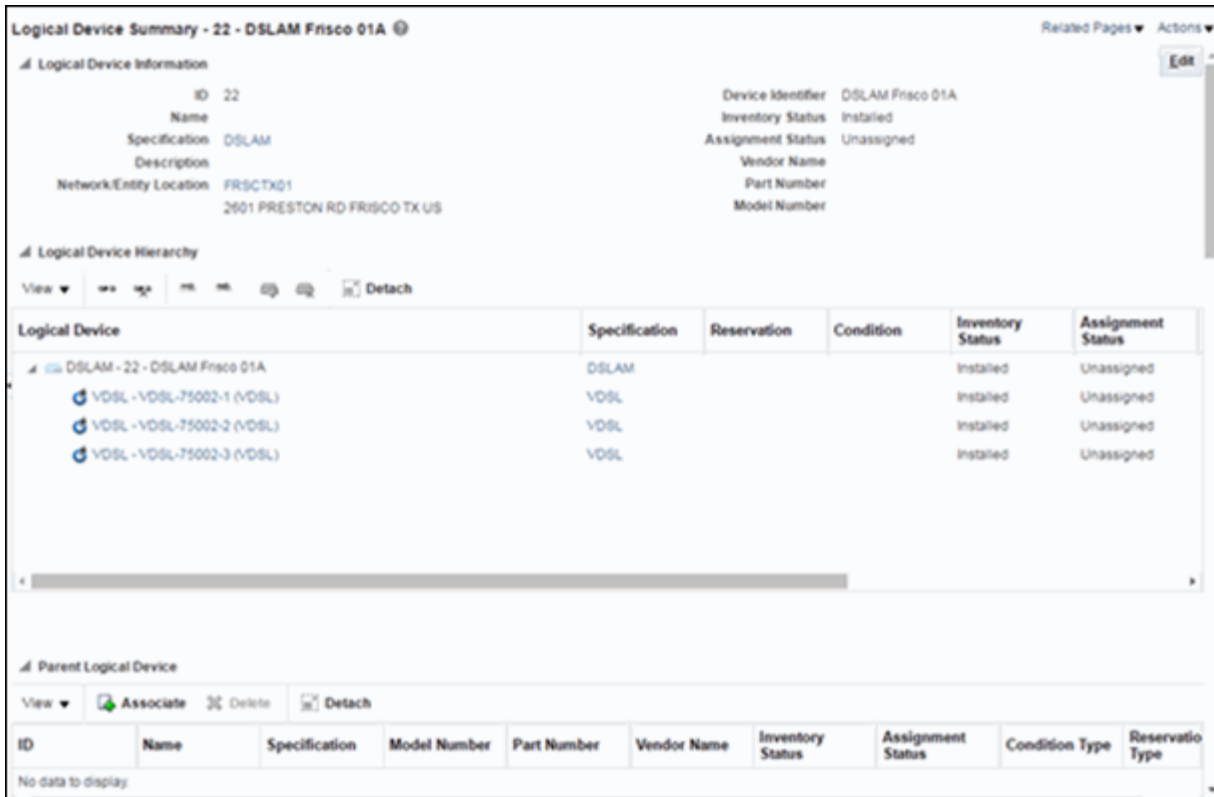 Logical Device Summary - 22 - DSLAM Frisco 01A
Related Pages Actions
Logical Device Information
Edit
ID 22 Device Identifier DSLAM Frisco 01A
Name Inventory Status Installed
Specification DSLAM Assignment Status Unassigned
Description Vendor Name
Network/Entity Location FRSCTX01 Part Number
2601 PRESTON RD FRISCO TX US Model Number
Logical Device Hierarchy
View Detach
Logical Device Specification Reservation Condition Inventory Status Assignment Status
DSLAM - 22 - DSLAM Frisco 01A DSLAM Installed Unassigned
VDSL - VDSL-75002-1 (VDSL) VDSL Installed Unassigned
VDSL - VDSL-75002-2 (VDSL) VDSL Installed Unassigned
VDSL - VDSL-75002-3 (VDSL) VDSL Installed Unassigned
Parent Logical Device
View Associate Delete Detach
ID Name Specification Model Number Part Number Vendor Name Inventory Status Assignment Status Condition Type Reservatio Type
No data to display.